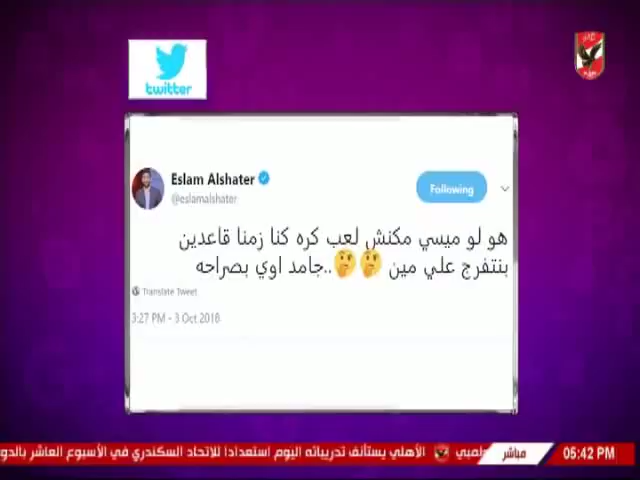 twitter
Eslam Alshater
@eslamalshater
Following
هو لو ميسي مكنش لعب كره كنا زمنا قاعدين
بنتفرج علي مين 🤔🤔..جامد اوي بصراحه
Translate Tweet
3:27 PM - 3 Oct 2018
05:42 PM
مباشر
لمبي
الأهلي يستأنف تدريباته اليوم استعدادا للاتحاد السكندري في الأسبوع العاشر بالدو